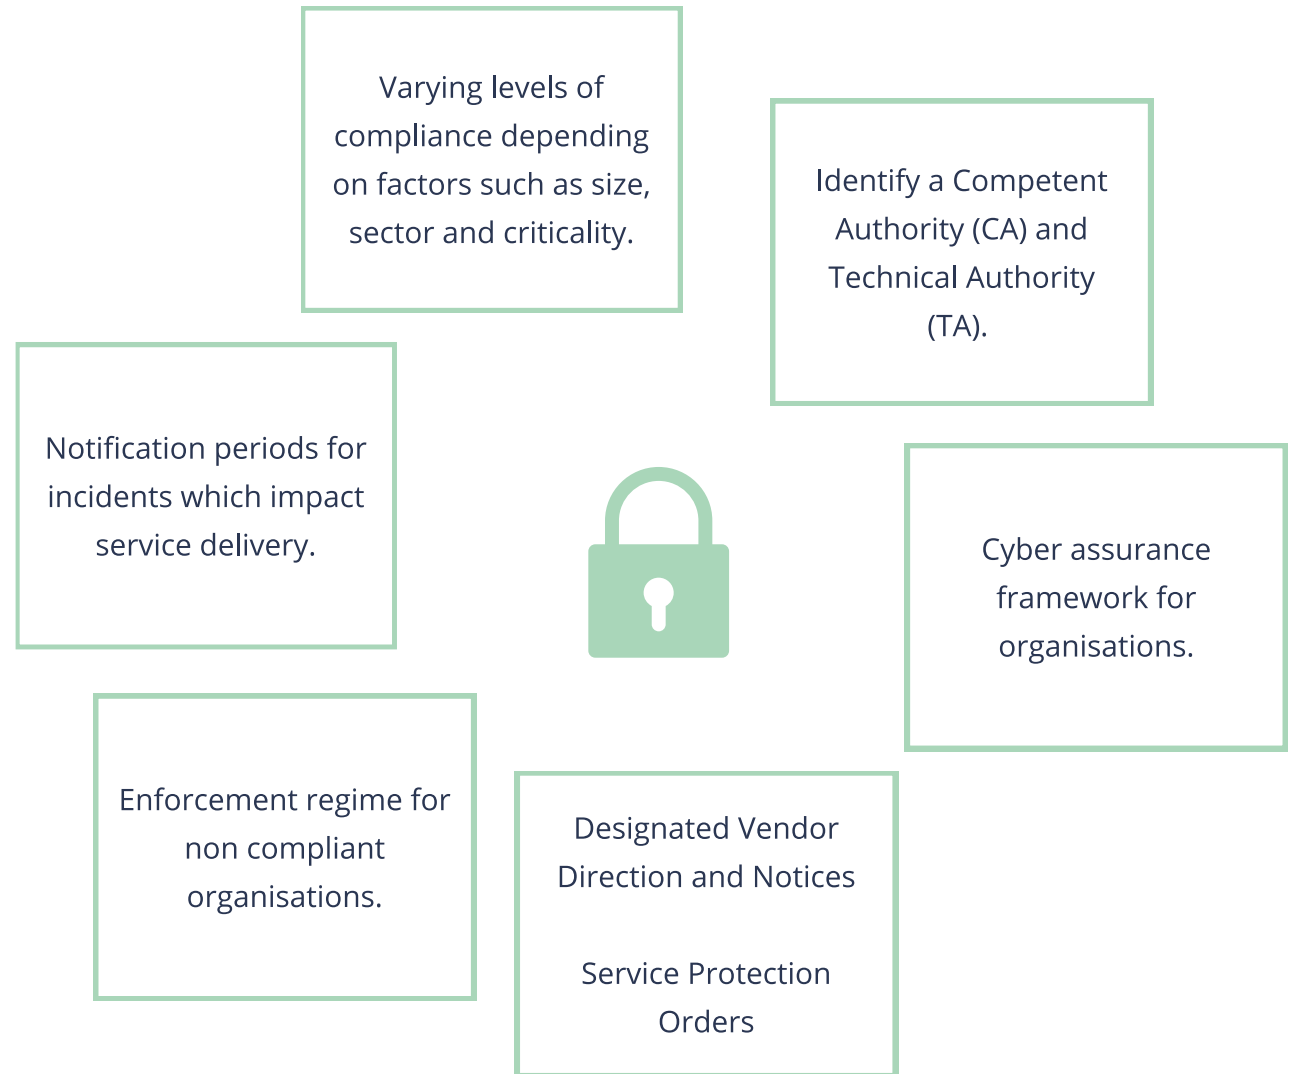 Varying levels of
compliance depending
on factors such as size,
sector and criticality.
Identify a Competent
Authority (CA) and
Technical Authority
(TA).
Notification periods for
incidents which impact
service delivery.
Cyber assurance
framework for
organisations.
Enforcement regime for
non compliant
organisations.
Designated Vendor
Direction and Notices
Service Protection
Orders